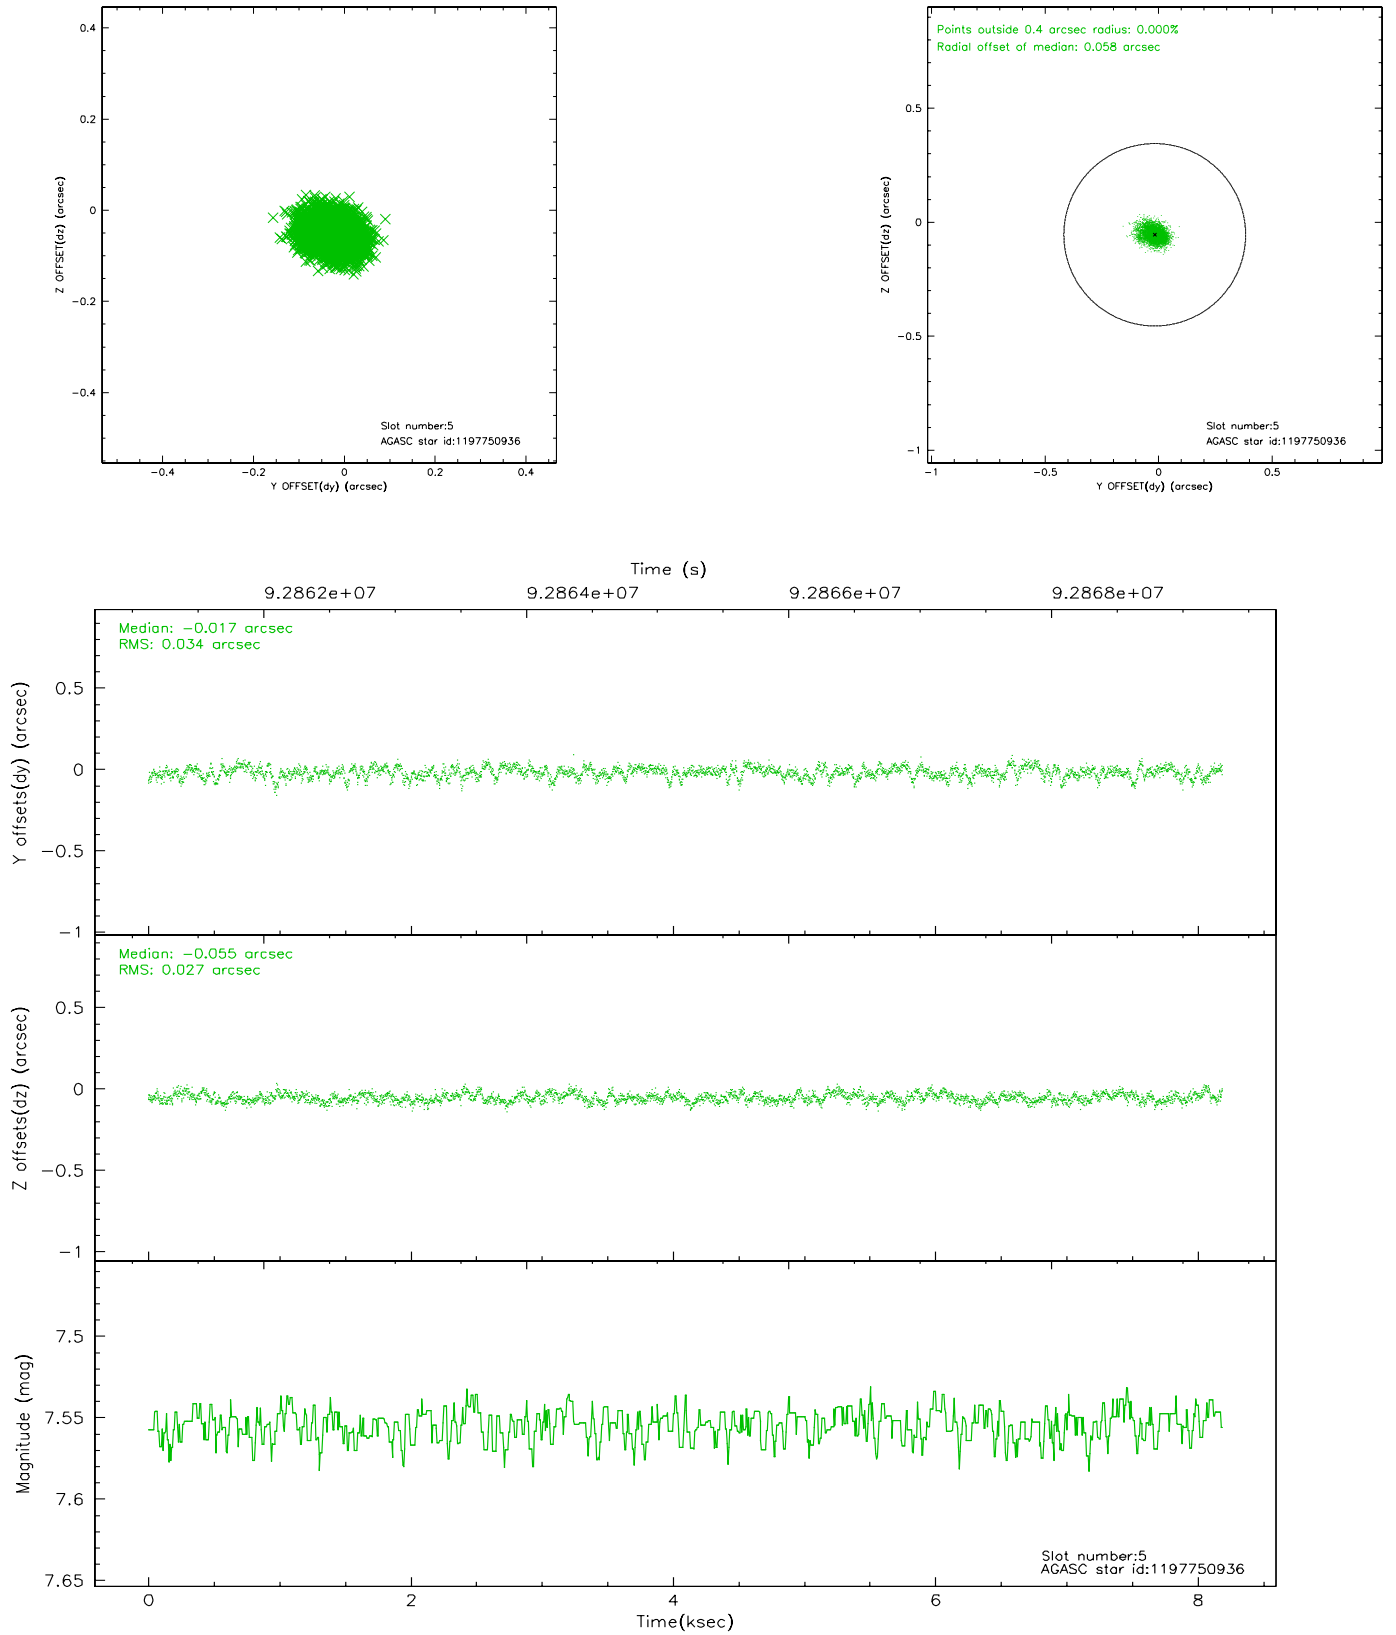 0.4
0.2
0
−0.2
−0.4
Z OFFSET(dz) (arcsec)
Slot number:5
AGASC star id:1197750936
−0.4 −0.2 0 0.2 0.4
Y OFFSET(dy) (arcsec)
Points outside 0.4 arcsec radius: 0.000%
Radial offset of median: 0.058 arcsec
0.5
0
−0.5
−1
Z OFFSET(dz) (arcsec)
Slot number:5
AGASC star id:1197750936
−1 −0.5 0 0.5
Y OFFSET(dy) (arcsec)
Time (s)
9.2862e+07 9.2864e+07 9.2866e+07 9.2868e+07
Median: −0.017 arcsec
RMS: 0.034 arcsec
0.5
0
−0.5
−1
Y offsets(dy) (arcsec)
Median: −0.055 arcsec
RMS: 0.027 arcsec
0.5
0
−0.5
−1
Z offsets(dz) (arcsec)
7.5
7.55
7.6
7.65
Magnitude (mag)
Slot number:5
AGASC star id:1197750936
0 2 4 6 8
Time(ksec)